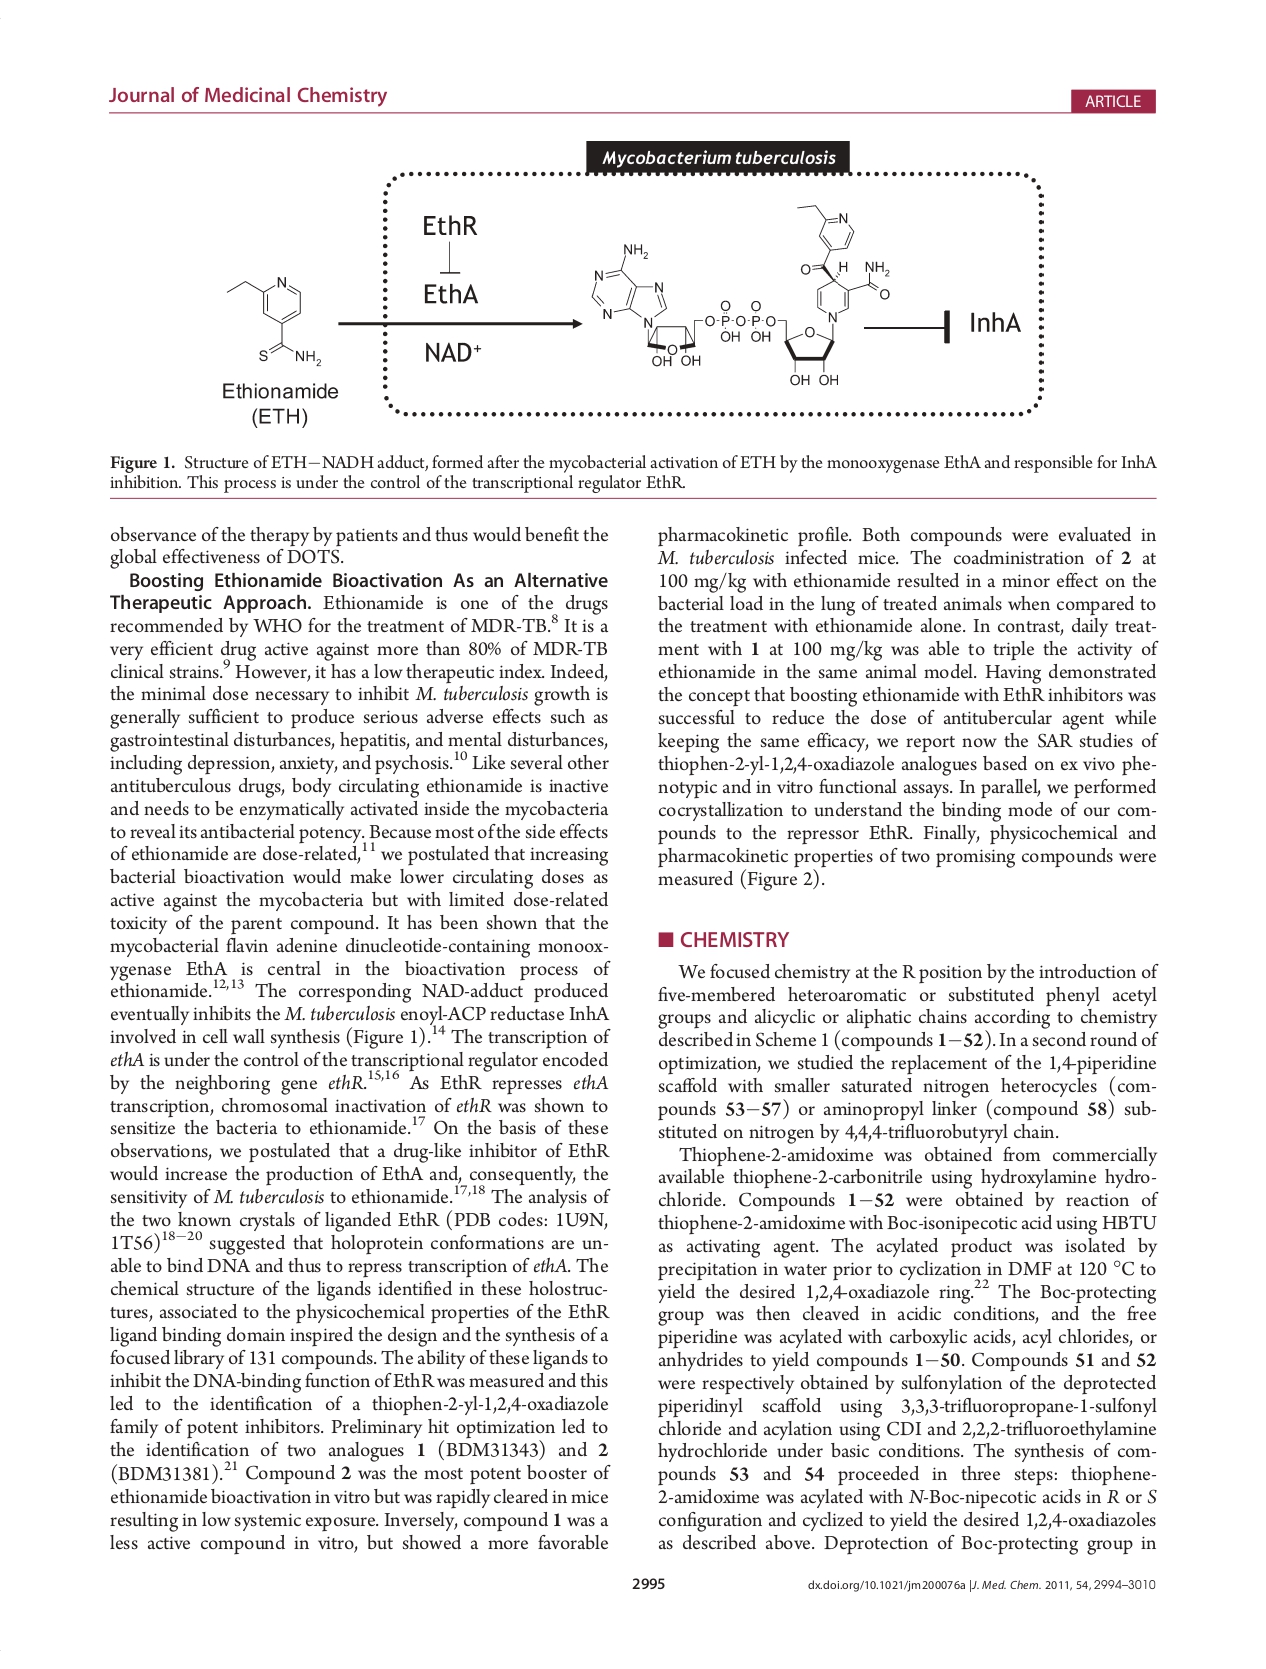 Journal of Medicinal Chemistry
ARTICLE
Mycobacterium tuberculosis
EthR
EthA
NAD+
N
S
NH2
Ethionamide
(ETH)
NH2
N
N
N
N
O
OH OH
O-P-O-P-O
O O
OH OH
N
O
H
NH2
O
N
O
OH OH
InhA
Figure 1. Structure of ETH−NADH adduct, formed after the mycobacterial activation of ETH by the monooxygenase EthA and responsible for InhA
inhibition. This process is under the control of the transcriptional regulator EthR.
observance of the therapy by patients and thus would benefit the
global effectiveness of DOTS.
Boosting Ethionamide Bioactivation As an Alternative
Therapeutic Approach. Ethionamide is one of the drugs
recommended by WHO for the treatment of MDR-TB.8 It is a
very efficient drug active against more than 80% of MDR-TB
clinical strains.9 However, it has a low therapeutic index. Indeed,
the minimal dose necessary to inhibit M. tuberculosis growth is
generally sufficient to produce serious adverse effects such as
gastrointestinal disturbances, hepatitis, and mental disturbances,
including depression, anxiety, and psychosis.10 Like several other
antituberculous drugs, body circulating ethionamide is inactive
and needs to be enzymatically activated inside the mycobacteria
to reveal its antibacterial potency. Because most of the side effects
of ethionamide are dose-related,11 we postulated that increasing
bacterial bioactivation would make lower circulating doses as
active against the mycobacteria but with limited dose-related
toxicity of the parent compound. It has been shown that the
mycobacterial flavin adenine dinucleotide-containing monoox-
ygenase EthA is central in the bioactivation process of
ethionamide.12,13 The corresponding NAD-adduct produced
eventually inhibits the M. tuberculosis enoyl-ACP reductase InhA
involved in cell wall synthesis (Figure 1).14 The transcription of
ethA is under the control of the transcriptional regulator encoded
by the neighboring gene ethR.15,16 As EthR represses ethA
transcription, chromosomal inactivation of ethR was shown to
sensitize the bacteria to ethionamide.17 On the basis of these
observations, we postulated that a drug-like inhibitor of EthR
would increase the production of EthA and, consequently, the
sensitivity of M. tuberculosis to ethionamide.17,18 The analysis of
the two known crystals of liganded EthR (PDB codes: 1U9N,
1T56)18−20 suggested that holoprotein conformations are un-
able to bind DNA and thus to repress transcription of ethA. The
chemical structure of the ligands identified in these holostruc-
tures, associated to the physicochemical properties of the EthR
ligand binding domain inspired the design and the synthesis of a
focused library of 131 compounds. The ability of these ligands to
inhibit the DNA-binding function of EthR was measured and this
led to the identification of a thiophen-2-yl-1,2,4-oxadiazole
family of potent inhibitors. Preliminary hit optimization led to
the identification of two analogues 1 (BDM31343) and 2
(BDM31381).21 Compound 2 was the most potent booster of
ethionamide bioactivation in vitro but was rapidly cleared in mice
resulting in low systemic exposure. Inversely, compound 1 was a
less active compound in vitro, but showed a more favorable
pharmacokinetic profile. Both compounds were evaluated in
M. tuberculosis infected mice. The coadministration of 2 at
100 mg/kg with ethionamide resulted in a minor effect on the
bacterial load in the lung of treated animals when compared to
the treatment with ethionamide alone. In contrast, daily treat-
ment with 1 at 100 mg/kg was able to triple the activity of
ethionamide in the same animal model. Having demonstrated
the concept that boosting ethionamide with EthR inhibitors was
successful to reduce the dose of antitubercular agent while
keeping the same efficacy, we report now the SAR studies of
thiophen-2-yl-1,2,4-oxadiazole analogues based on ex vivo phe-
notypic and in vitro functional assays. In parallel, we performed
cocrystallization to understand the binding mode of our com-
pounds to the repressor EthR. Finally, physicochemical and
pharmacokinetic properties of two promising compounds were
measured (Figure 2).
■ CHEMISTRY
We focused chemistry at the R position by the introduction of
five-membered heteroaromatic or substituted phenyl acetyl
groups and alicyclic or aliphatic chains according to chemistry
described in Scheme 1 (compounds 1−52). In a second round of
optimization, we studied the replacement of the 1,4-piperidine
scaffold with smaller saturated nitrogen heterocycles (com-
pounds 53−57) or aminopropyl linker (compound 58) sub-
stituted on nitrogen by 4,4,4-trifluorobutyryl chain.
Thiophene-2-amidoxime was obtained from commercially
available thiophene-2-carbonitrile using hydroxylamine hydro-
chloride. Compounds 1−52 were obtained by reaction of
thiophene-2-amidoxime with Boc-isonipecotic acid using HBTU
as activating agent. The acylated product was isolated by
precipitation in water prior to cyclization in DMF at 120 °C to
yield the desired 1,2,4-oxadiazole ring.22 The Boc-protecting
group was then cleaved in acidic conditions, and the free
piperidine was acylated with carboxylic acids, acyl chlorides, or
anhydrides to yield compounds 1−50. Compounds 51 and 52
were respectively obtained by sulfonylation of the deprotected
piperidinyl scaffold using 3,3,3-trifluoropropane-1-sulfonyl
chloride and acylation using CDI and 2,2,2-trifluoroethylamine
hydrochloride under basic conditions. The synthesis of com-
pounds 53 and 54 proceeded in three steps: thiophene-
2-amidoxime was acylated with N-Boc-nipecotic acids in R or S
configuration and cyclized to yield the desired 1,2,4-oxadiazoles
as described above. Deprotection of Boc-protecting group in
2995
dx.doi.org/10.1021/jm200076a |J. Med. Chem. 2011, 54, 2994–3010